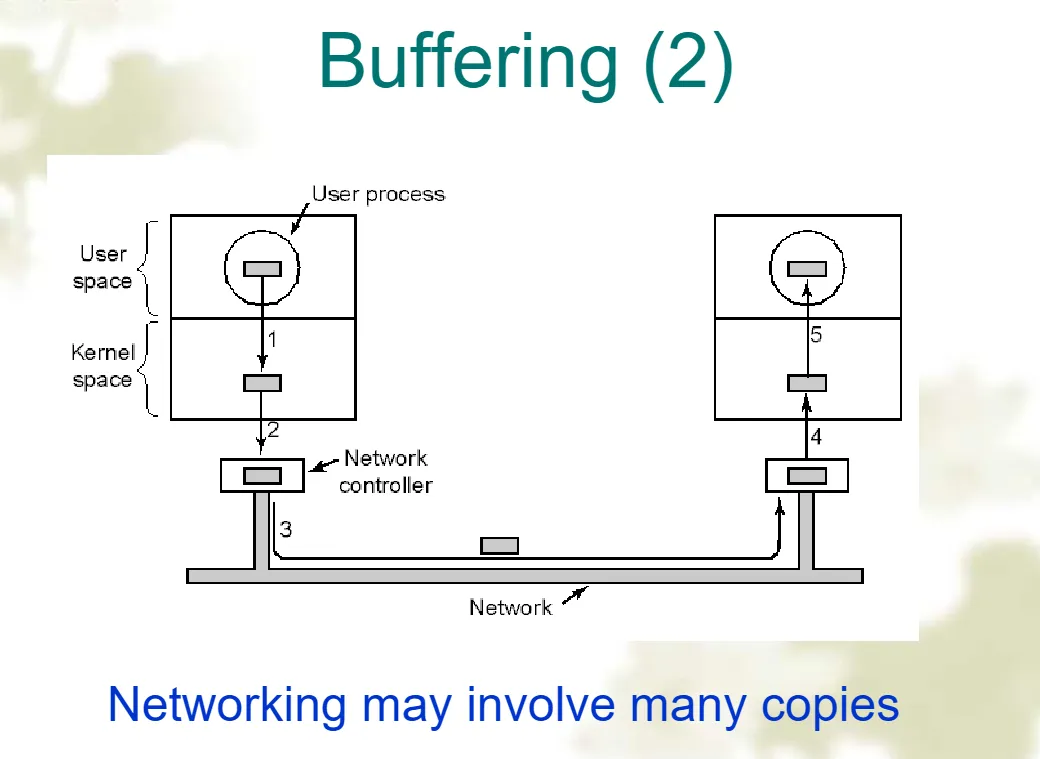 Buffering (2)
User process
User
space
1
5
Kernel
space
2
4
Network
controller
3
Network
Networking may involve many copies